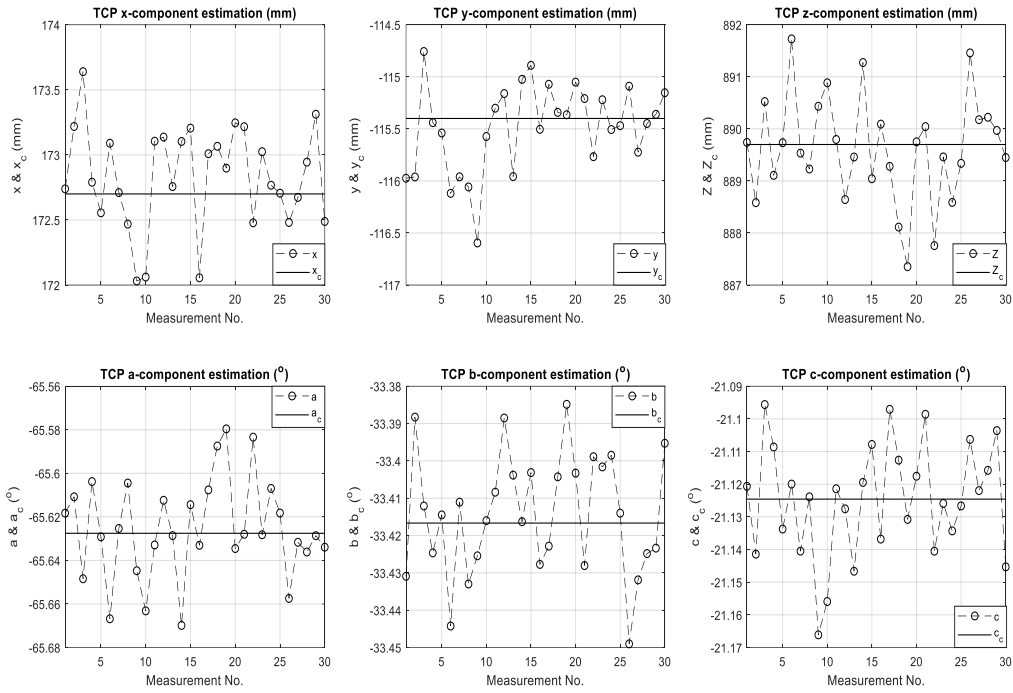 TCP x-component estimation (mm)
174
173.5
173
172.5
172
x & x_c (mm)
5
10
15
20
25
30
Measurement No.
x
x_c
TCP y-component estimation (mm)
-114.5
-115
-115.5
-116
-116.5
-117
y & y_c (mm)
5
10
15
20
25
30
Measurement No.
y
y_c
TCP z-component estimation (mm)
892
891
890
889
888
887
Z & Z_c (mm)
5
10
15
20
25
30
Measurement No.
Z
Z_c
TCP a-component estimation (^o)
-65.56
-65.58
-65.6
-65.62
-65.64
-65.66
-65.68
a & a_c (^o)
5
10
15
20
25
30
Measurement No.
a
a_c
TCP b-component estimation (^o)
-33.38
-33.39
-33.4
-33.41
-33.42
-33.43
-33.44
-33.45
b & b_c (^o)
5
10
15
20
25
30
Measurement No.
b
b_c
TCP c-component estimation (^o)
-21.09
-21.1
-21.11
-21.12
-21.13
-21.14
-21.15
-21.16
-21.17
c & c_c (^o)
5
10
15
20
25
30
Measurement No.
c
c_c